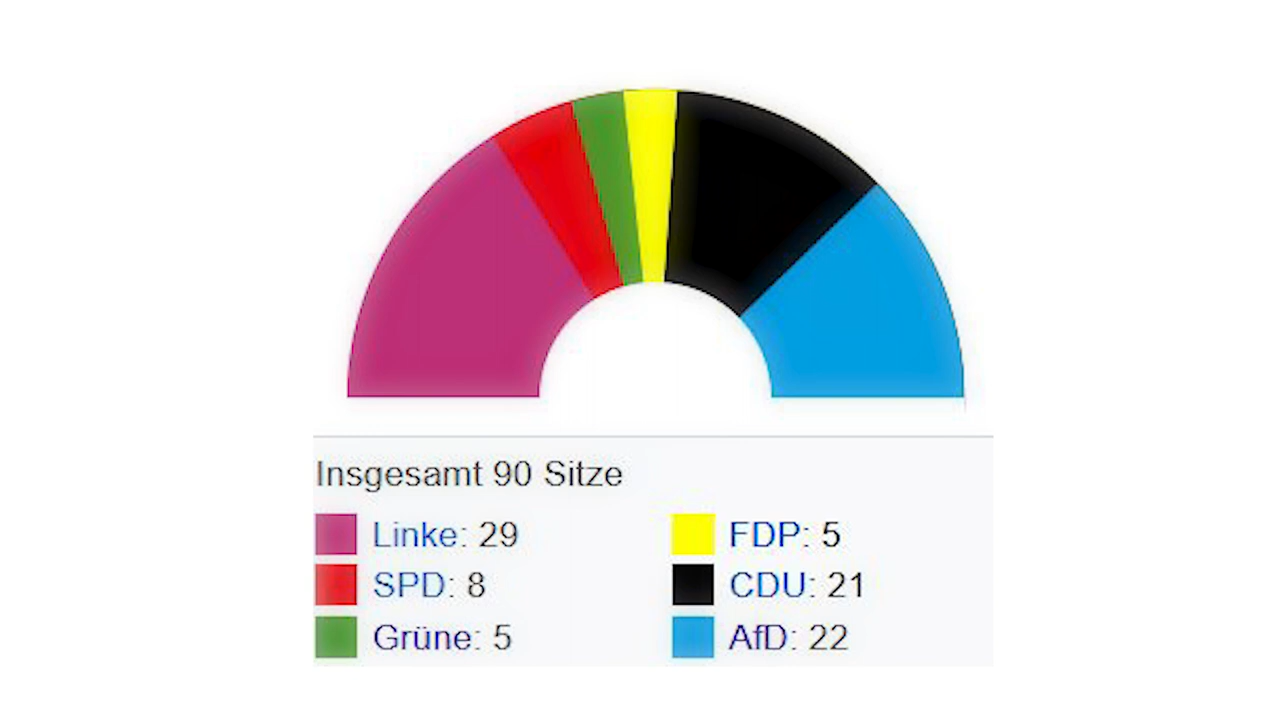 Insgesamt 90 Sitze
Linke: 29
SPD: 8
Grüne: 5
FDP: 5
CDU: 21
AfD: 22